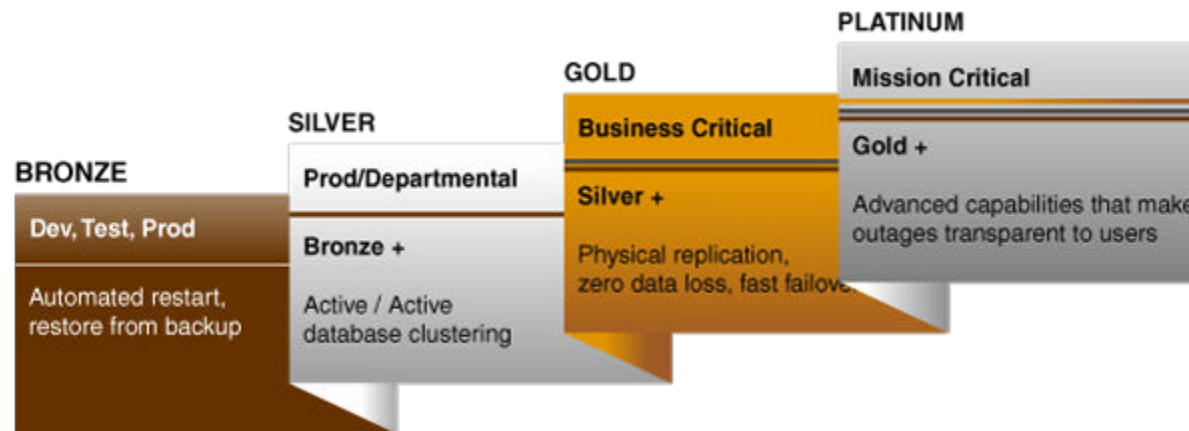 BRONZE
Dev, Test, Prod
Automated restart,
restore from backup
SILVER
Prod/Departmental
Bronze +
Active / Active
database clustering
GOLD
Business Critical
Silver +
Physical replication,
zero data loss, fast failove
PLATINUM
Mission Critical
Gold +
Advanced capabilities that make
outages transparent to users